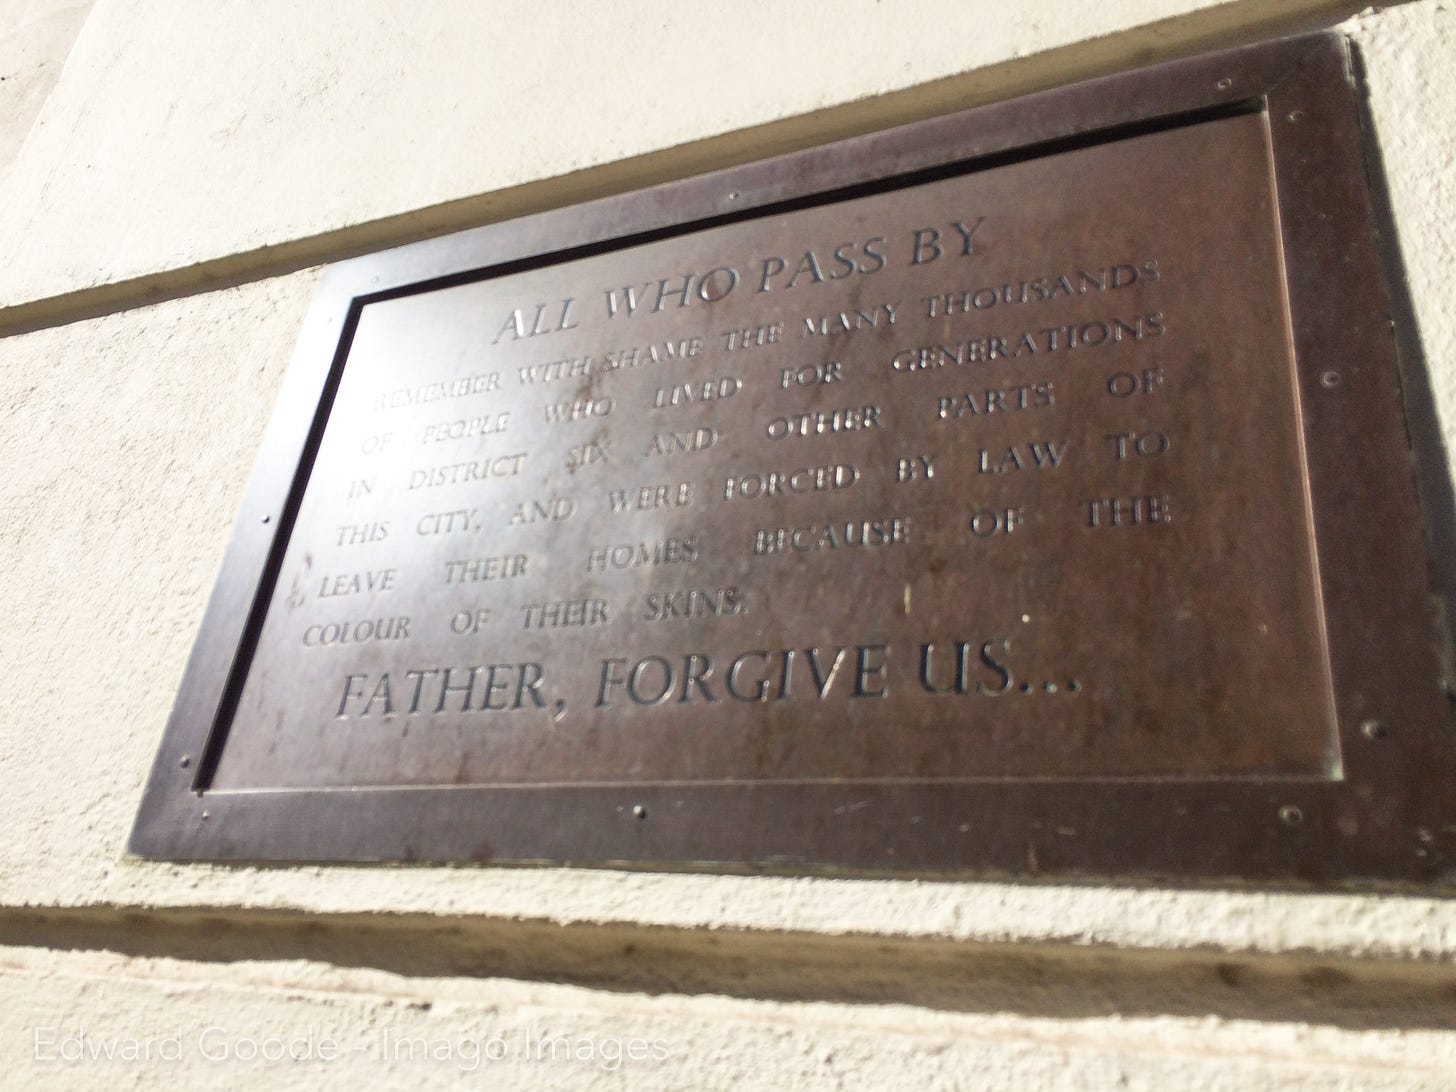 ALL WHO PASS BY
REMEMBER WITH SHAME THE MANY THOUSANDS
OF PEOPLE WHO LIVED FOR GENERATIONS
IN DISTRICT SIX AND OTHER PARTS OF
THIS CITY, AND WERE FORCED BY LAW TO
LEAVE THEIR HOMES BECAUSE OF THE
COLOUR OF THEIR SKINS.
FATHER, FORGIVE US...
Edward Goode - Imago Images